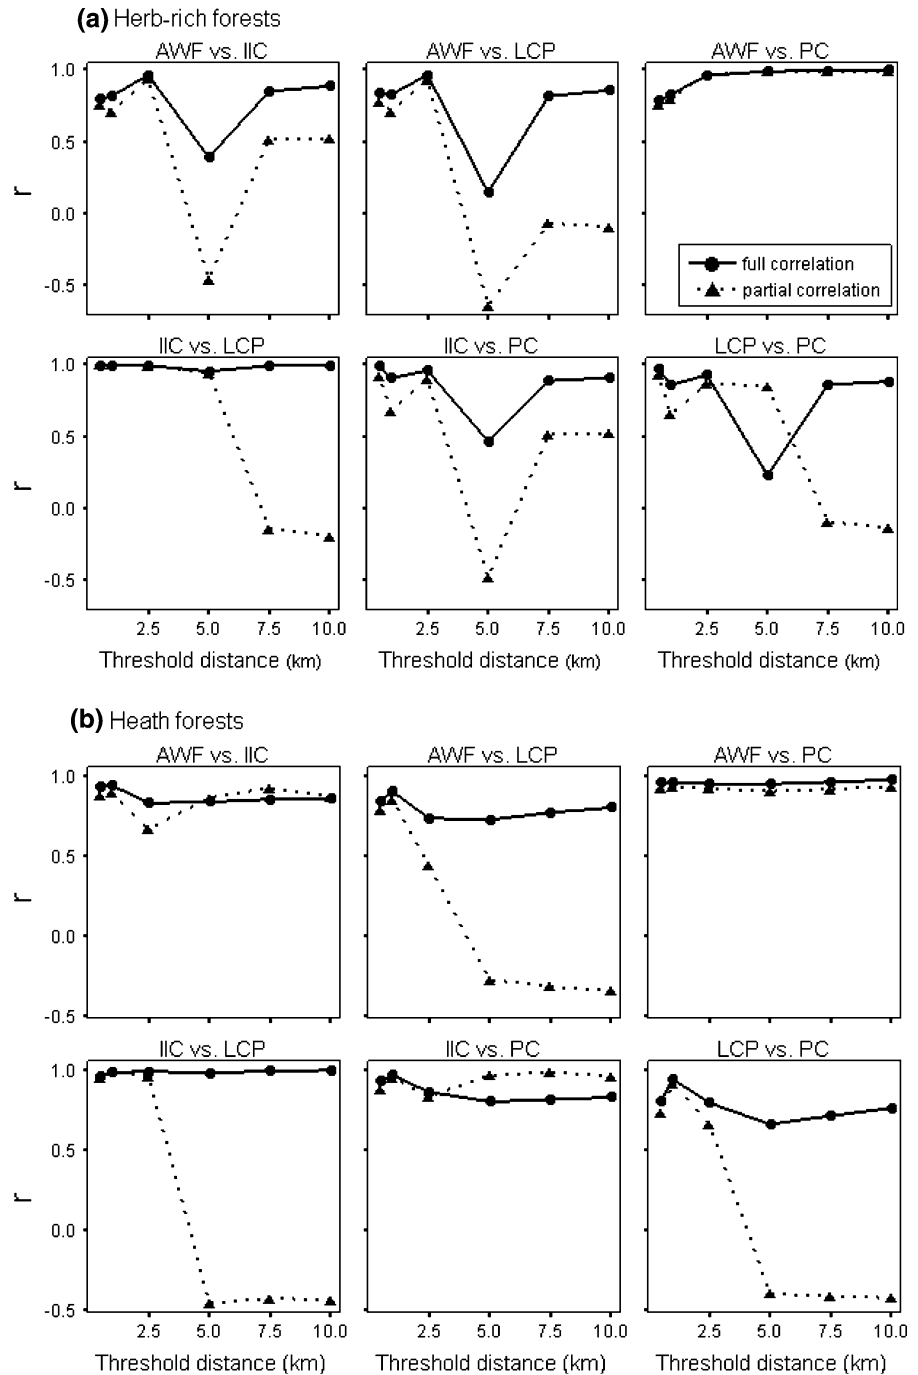 (a) Herb-rich forests
AWF vs. IIC
AWF vs. LCP
AWF vs. PC
1.0
0.5
0.0
-0.5
r
full correlation
partial correlation
IIC vs. LCP
IIC vs. PC
LCP vs. PC
1.0
0.5
0.0
-0.5
r
2.5 5.0 7.5 10.0
2.5 5.0 7.5 10.0
2.5 5.0 7.5 10.0
Threshold distance (km)
Threshold distance (km)
Threshold distance (km)
(b) Heath forests
AWF vs. IIC
AWF vs. LCP
AWF vs. PC
1.0
0.5
0.0
-0.5
r
IIC vs. LCP
IIC vs. PC
LCP vs. PC
1.0
0.5
0.0
-0.5
r
2.5 5.0 7.5 10.0
2.5 5.0 7.5 10.0
2.5 5.0 7.5 10.0
Threshold distance (km)
Threshold distance (km)
Threshold distance (km)